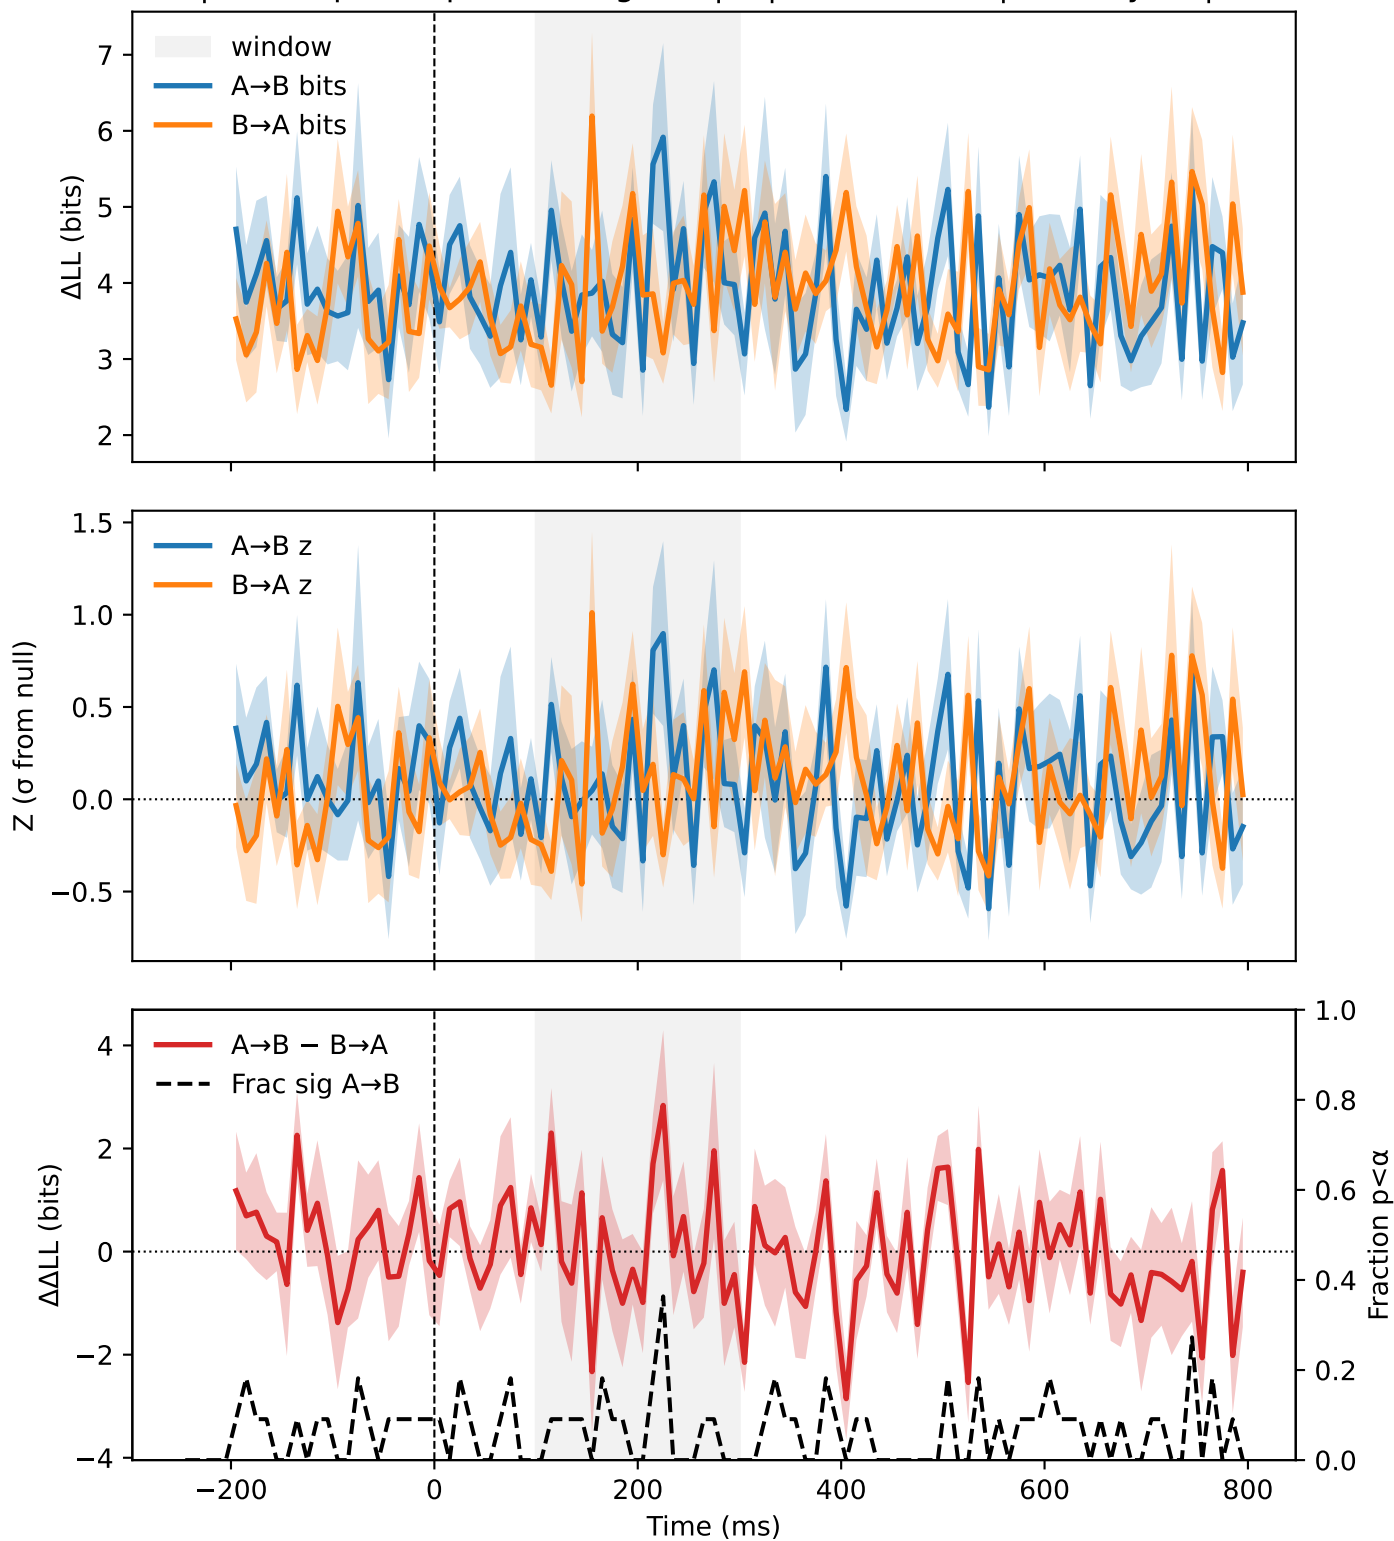 7
6
5
4
3
2
ΔLL (bits)
window
A→B bits
B→A bits
1.5
1.0
0.5
0.0
−0.5
Z (σ from null)
A→B z
B→A z
4
2
0
−2
−4
ΔΔLL (bits)
A→B − B→A
Frac sig A→B
1.0
0.8
0.6
0.4
0.2
0.0
Fraction p<α
−200 0 200 400 600 800
Time (ms)